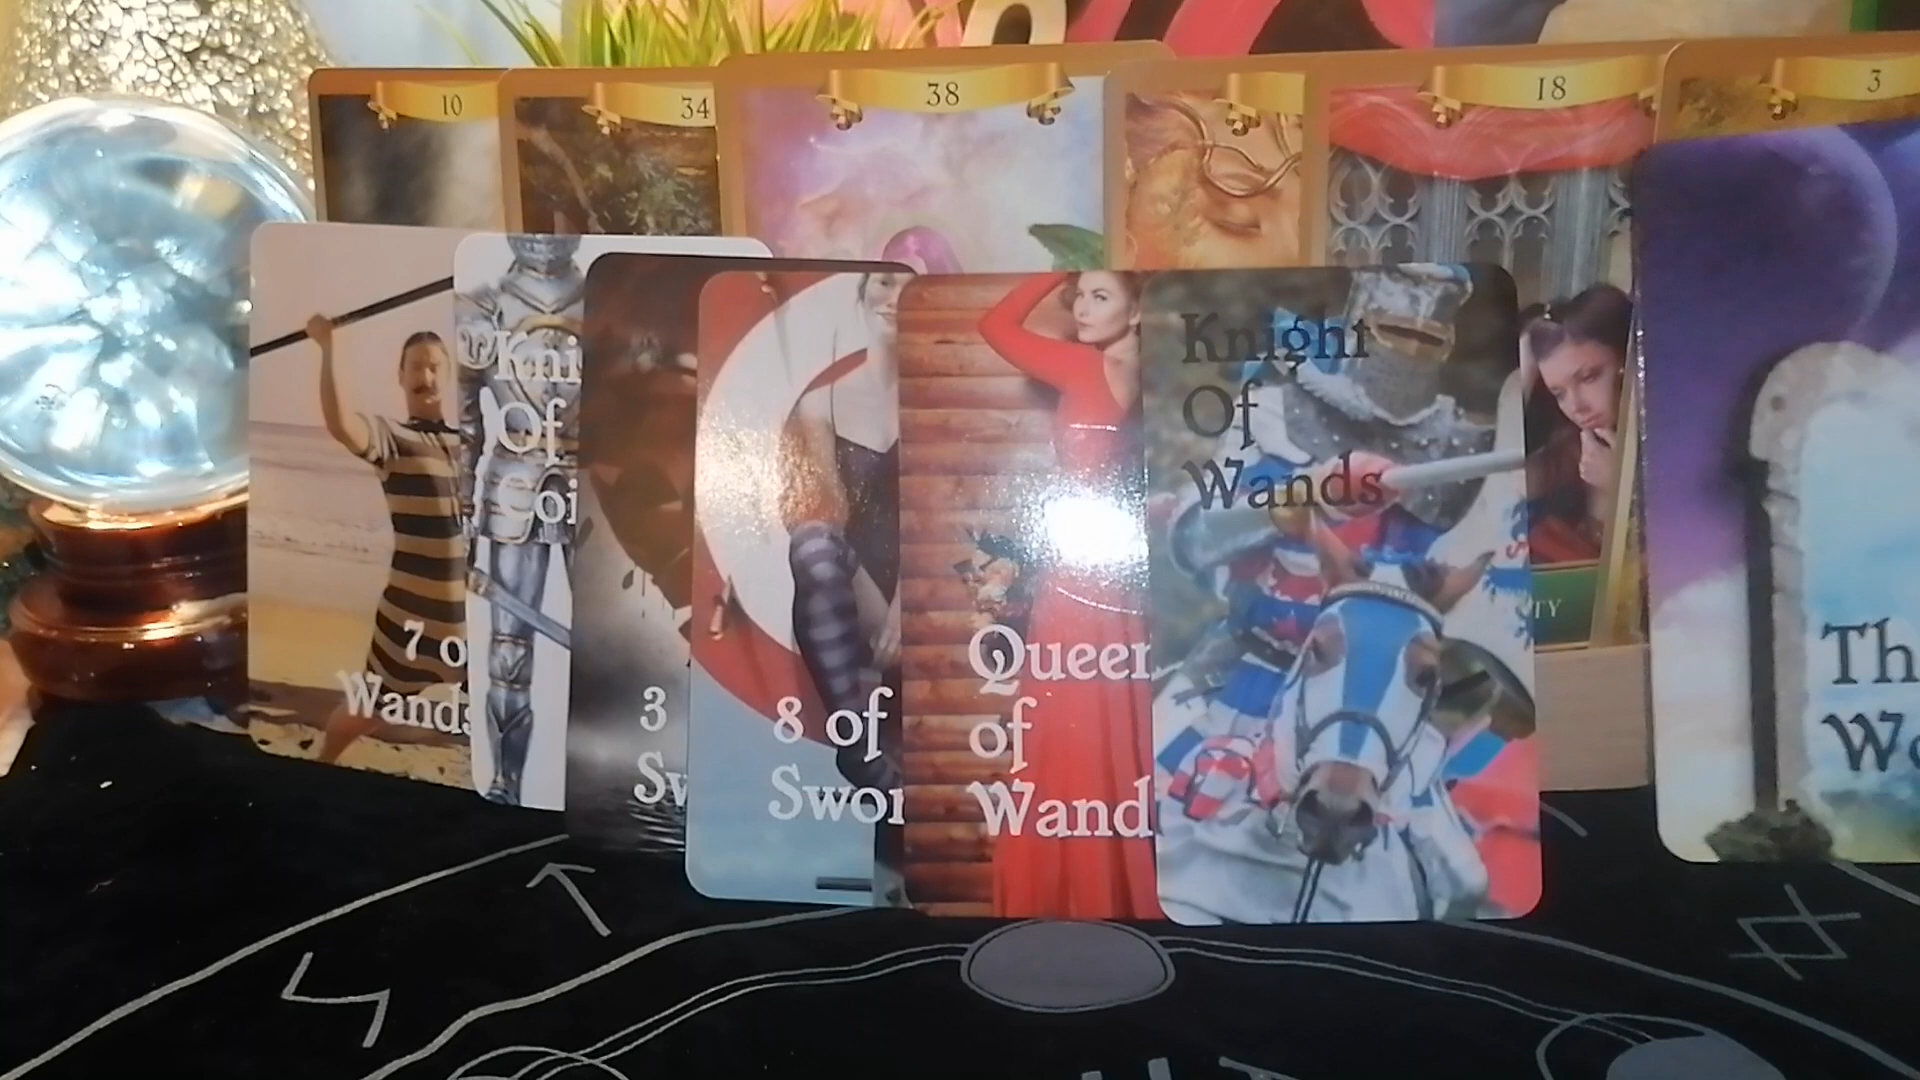 10
34
38
18
3
7 o
Wands
Kni
Of
Coi
3
Sw
8 of
Swor
Queen
of
Wand
Knight
Of
Wands
TY
Th
Wo